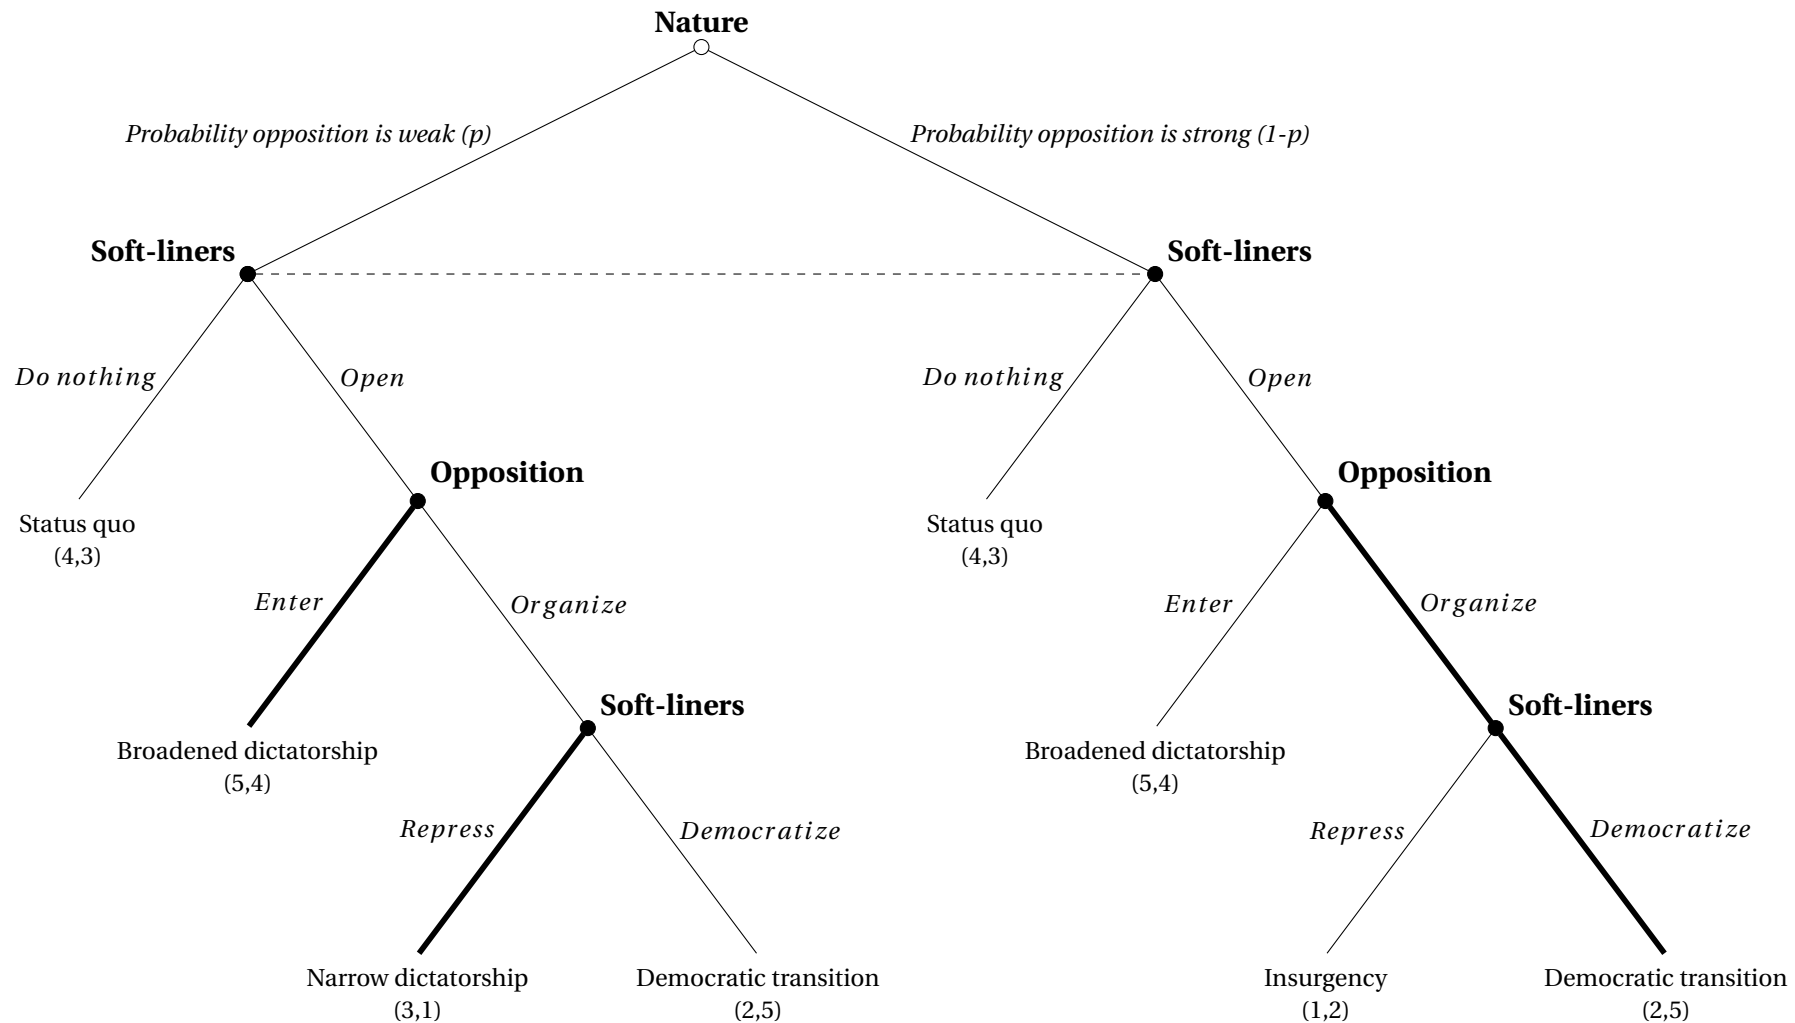 Nature
Probability opposition is weak (p)
Probability opposition is strong (1-p)
Soft-liners
Soft-liners
Do nothing
Open
Do nothing
Open
Opposition
Opposition
Status quo
(4,3)
Status quo
(4,3)
Enter
Organize
Enter
Organize
Soft-liners
Soft-liners
Broadened dictatorship
(5,4)
Broadened dictatorship
(5,4)
Repress
Democratize
Repress
Democratize
Narrow dictatorship
(3,1)
Democratic transition
(2,5)
Insurgency
(1,2)
Democratic transition
(2,5)